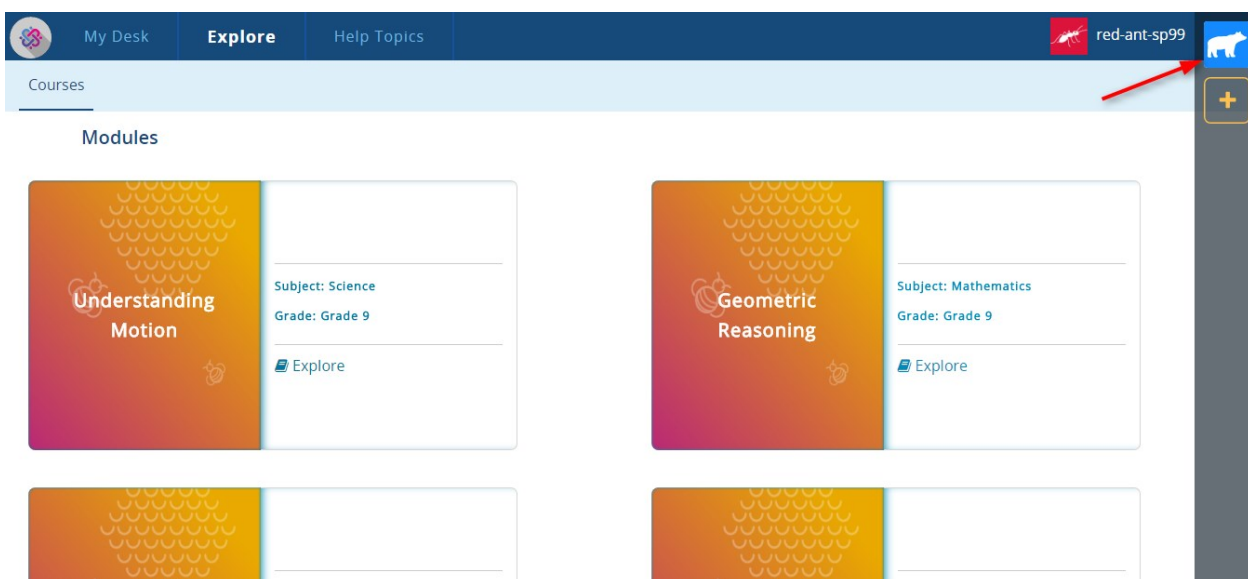 My Desk Explore Help Topics red-ant-sp99
Courses
Modules
Understanding
Motion
Subject: Science
Grade: Grade 9
Explore
Geometric
Reasoning
Subject: Mathematics
Grade: Grade 9
Explore